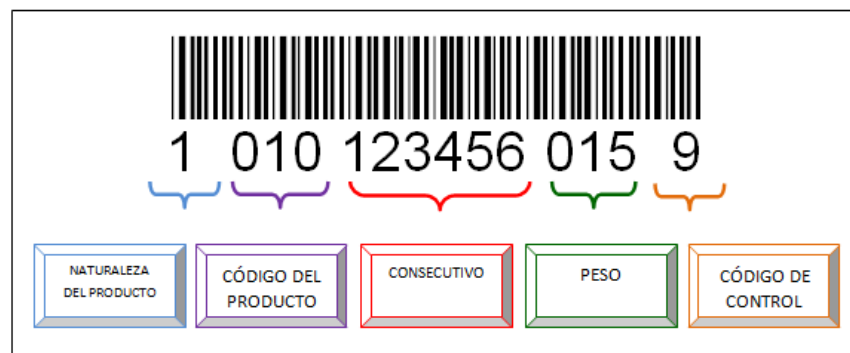 1 010 123456 015 9
NATURALEZA
DEL PRODUCTO
CÓDIGO DEL
PRODUCTO
CONSECUTIVO
PESO
CÓDIGO DE
CONTROL